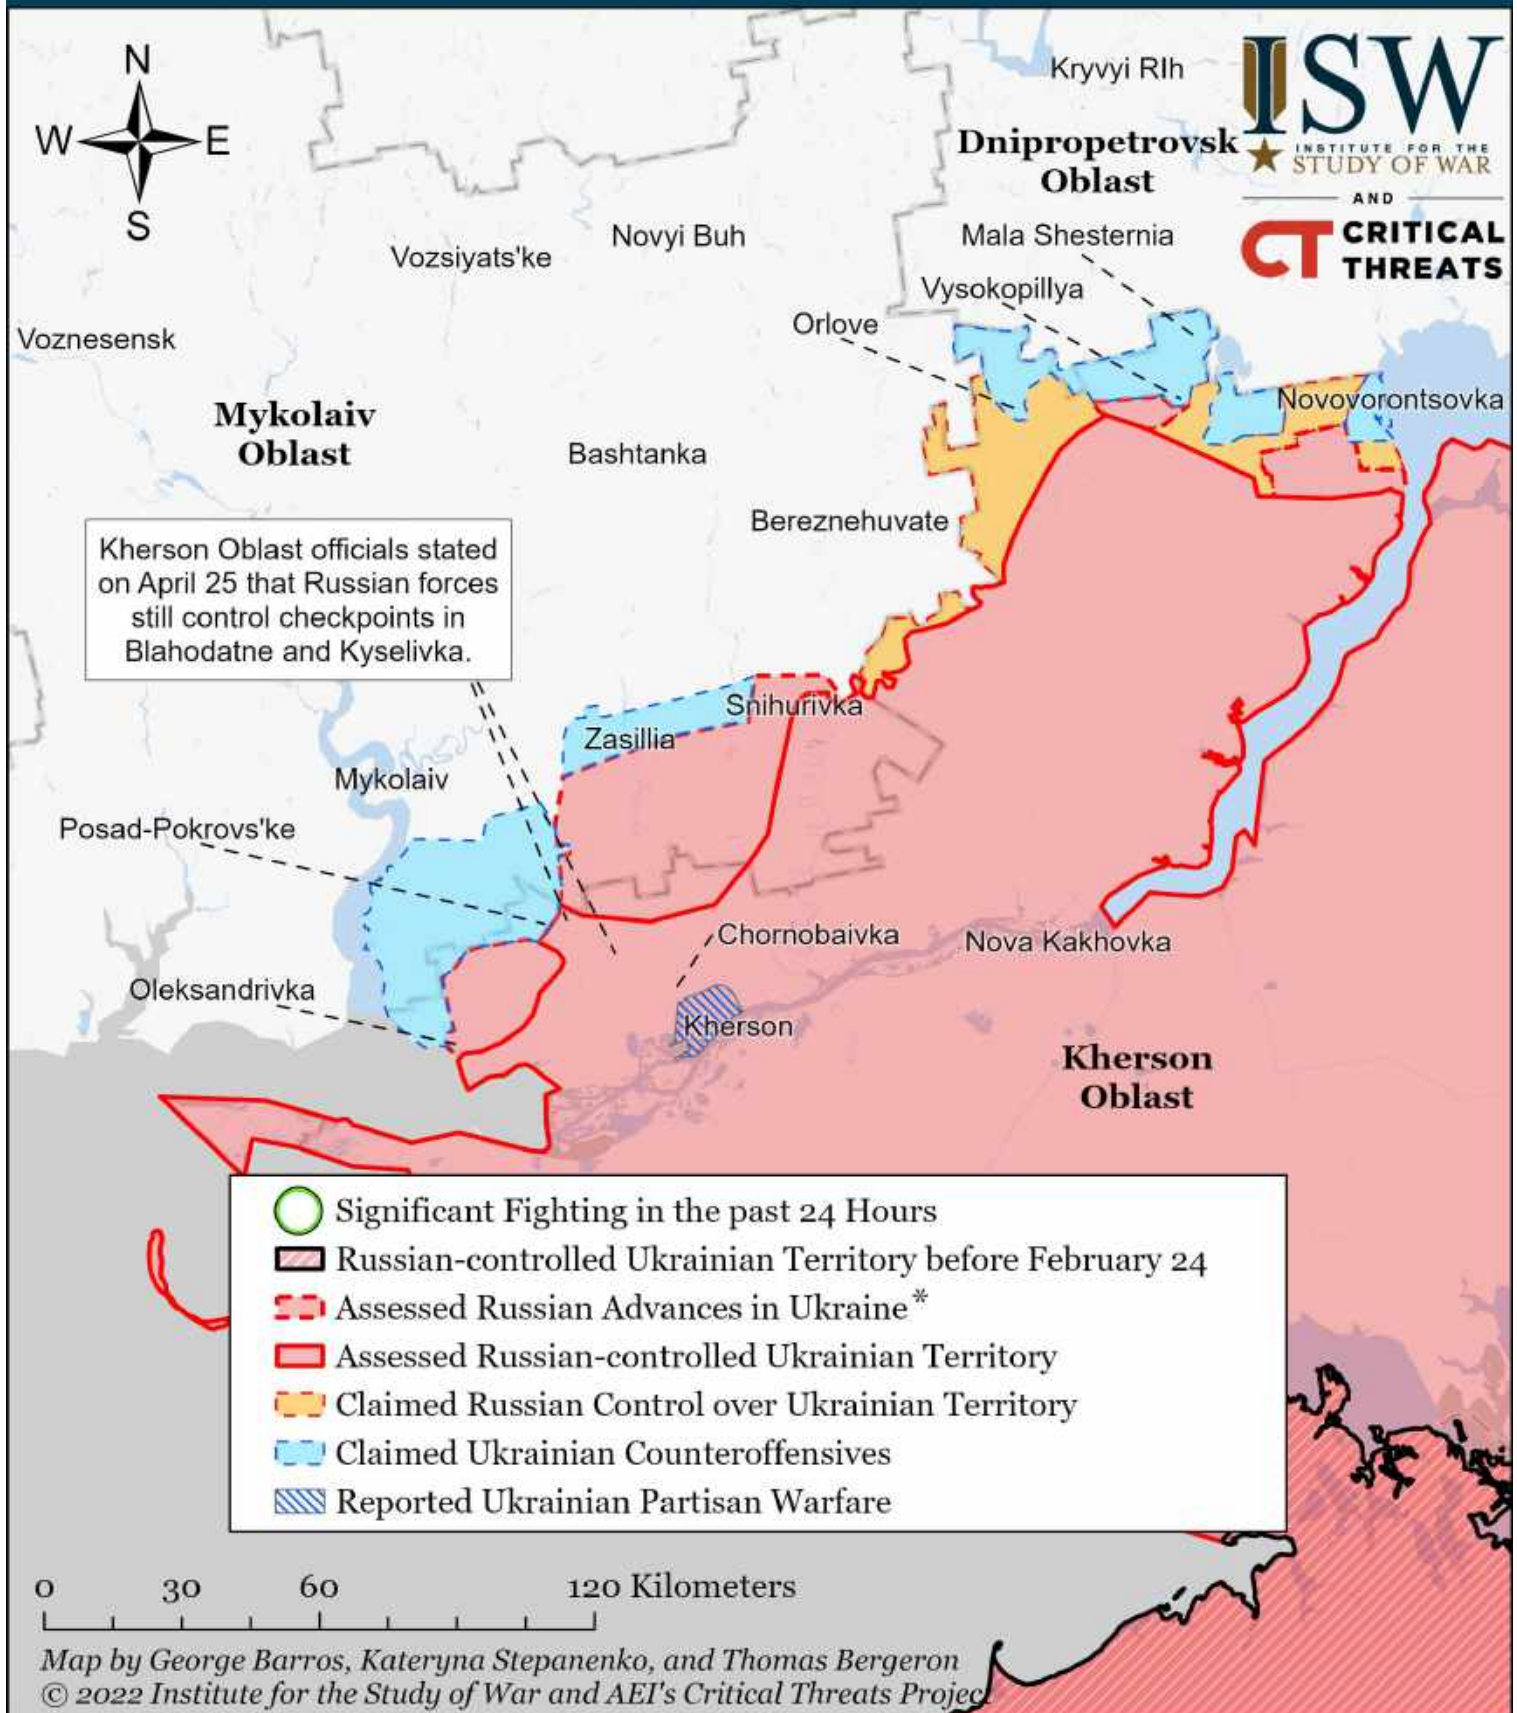 N
W
E
S
Kryvyi RIh
ISW
INSTITUTE FOR THE
STUDY OF WAR
AND
CT CRITICAL
THREATS
Dnipropetrovsk
Oblast
Mala Shesternia
Novyi Buh
Vozsiyats'ke
Vysokopillya
Orlove
Voznesensk
Mykolaiv
Oblast
Novovorontsovka
Bashtanka
Bereznehuvate
Kherson Oblast officials stated
on April 25 that Russian forces
still control checkpoints in
Blahodatne and Kyselivka.
Snihurivka
Zasillia
Mykolaiv
Posad-Pokrovs'ke
Chornobaivka
Nova Kakhovka
Oleksandrivka
Kherson
Kherson
Oblast
Significant Fighting in the past 24 Hours
Russian-controlled Ukrainian Territory before February 24
Assessed Russian Advances in Ukraine*
Assessed Russian-controlled Ukrainian Territory
Claimed Russian Control over Ukrainian Territory
Claimed Ukrainian Counteroffensives
Reported Ukrainian Partisan Warfare
0 30 60 120 Kilometers
Map by George Barros, Kateryna Stepanenko, and Thomas Bergeron
© 2022 Institute for the Study of War and AEI's Critical Threats Project